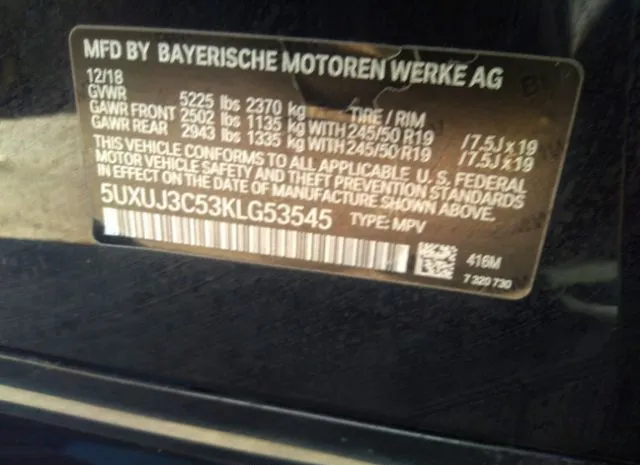 MFD BY BAYERISCHE MOTOREN WERKE AG
12/18
GVWR 5225 lbs 2370 kg TIRE / RIM
GAWR FRONT 2502 lbs 1135 kg WITH 245/50 R19 /7.5J x 19
GAWR REAR 2943 lbs 1335 kg WITH 245/50 R19 /7.5J x 19
THIS VEHICLE CONFORMS TO ALL APPLICABLE U. S. FEDERAL
MOTOR VEHICLE SAFETY AND THEFT PREVENTION STANDARDS
IN EFFECT ON THE DATE OF MANUFACTURE SHOWN ABOVE.
5UXUJ3C53KLG53545 TYPE: MPV
416M
7 320 730